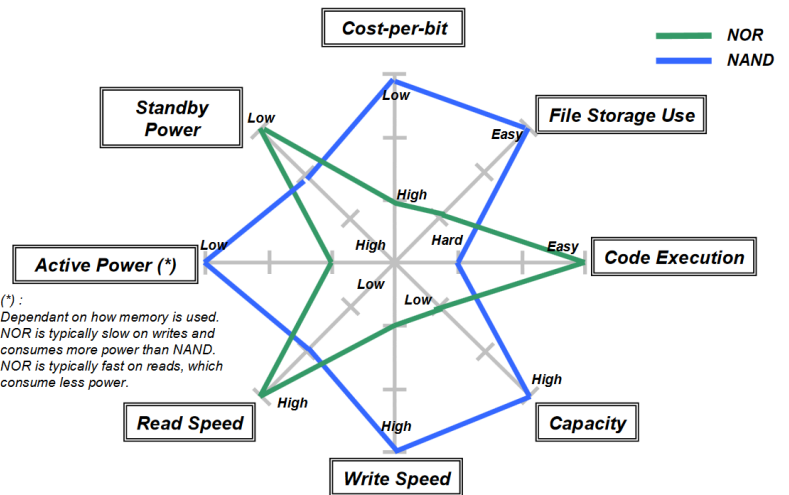 Cost-per-bit
NOR
NAND
Standby
Power
Low
Low
File Storage Use
Easy
High
Low
High
Hard
Easy
Active Power (*)
Code Execution
Low
Low
(*) :
Dependant on how memory is used.
NOR is typically slow on writes and
consumes more power than NAND.
NOR is typically fast on reads, which
consume less power.
High
High
High
Read Speed
Capacity
Write Speed